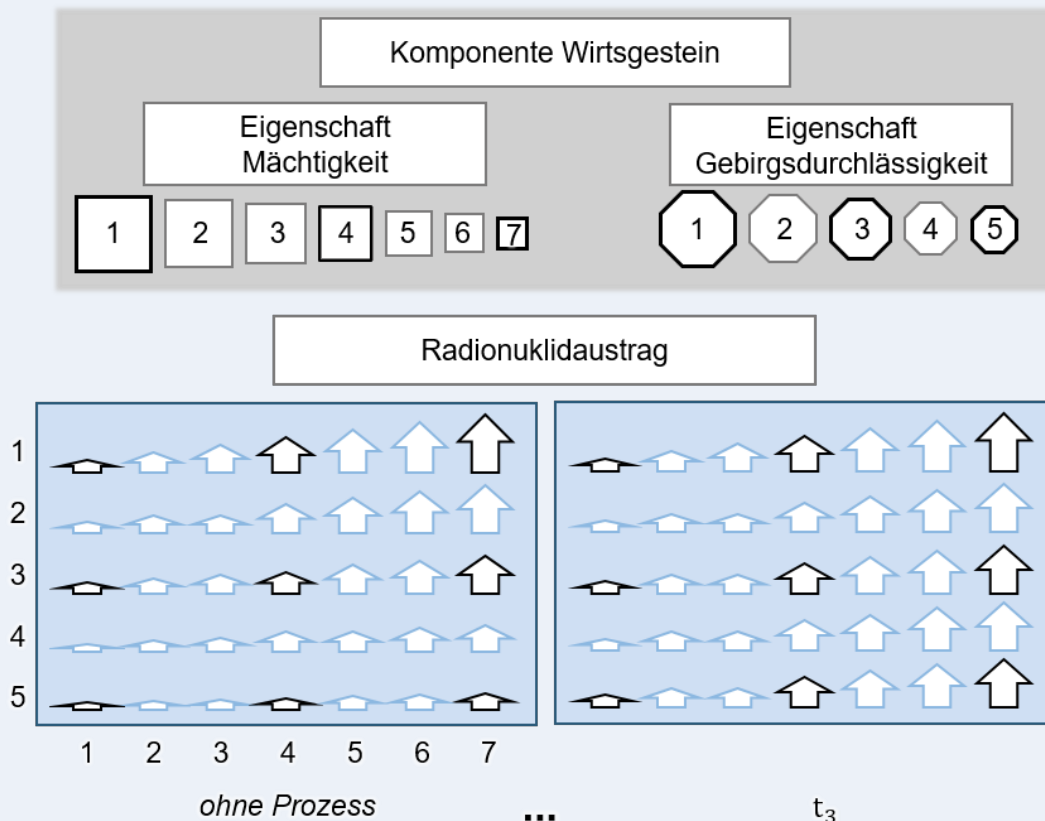 Komponente Wirtsgestein
Eigenschaft
Mächtigkeit
Eigenschaft
Gebirgsdurchlässigkeit
1 2 3 4 5 6 7
1 2 3 4 5
Radionuklidaustrag
1
2
3
4
5
1 2 3 4 5 6 7
ohne Prozess ... t₃